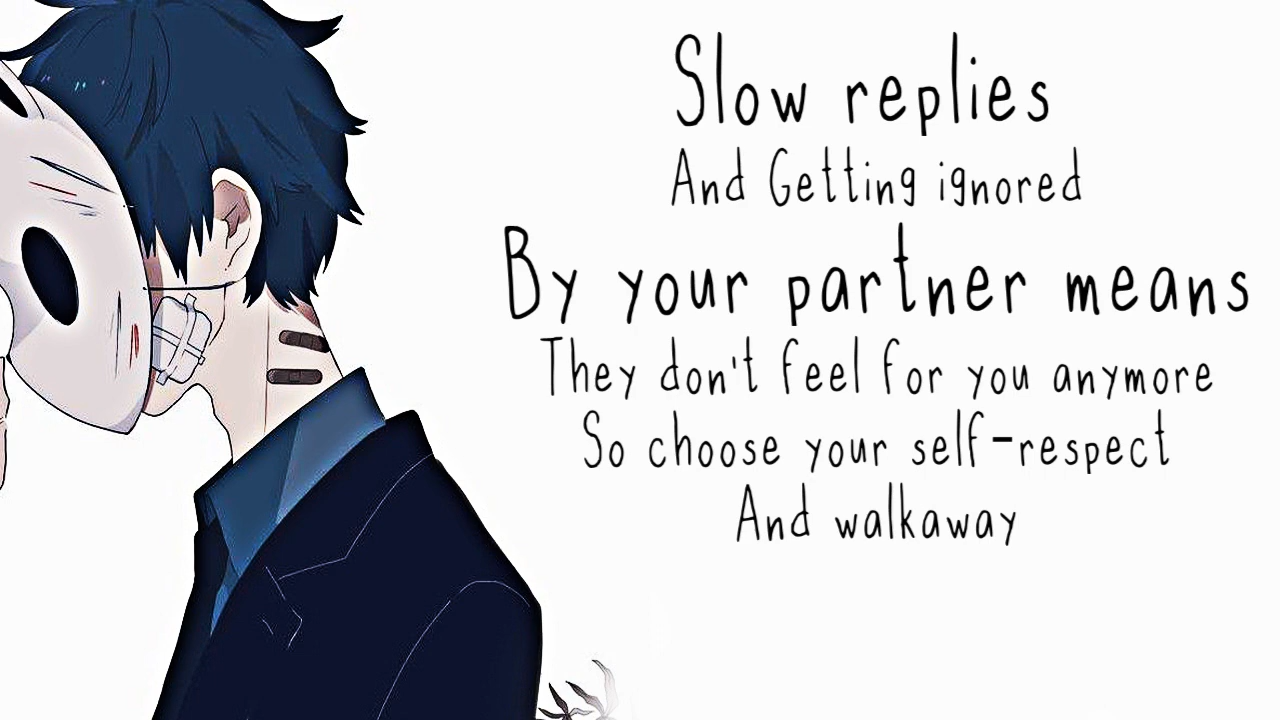 Slow replies
And Getting ignored
By your partner means
They don't feel for you anymore
So choose your self-respect
And walkaway